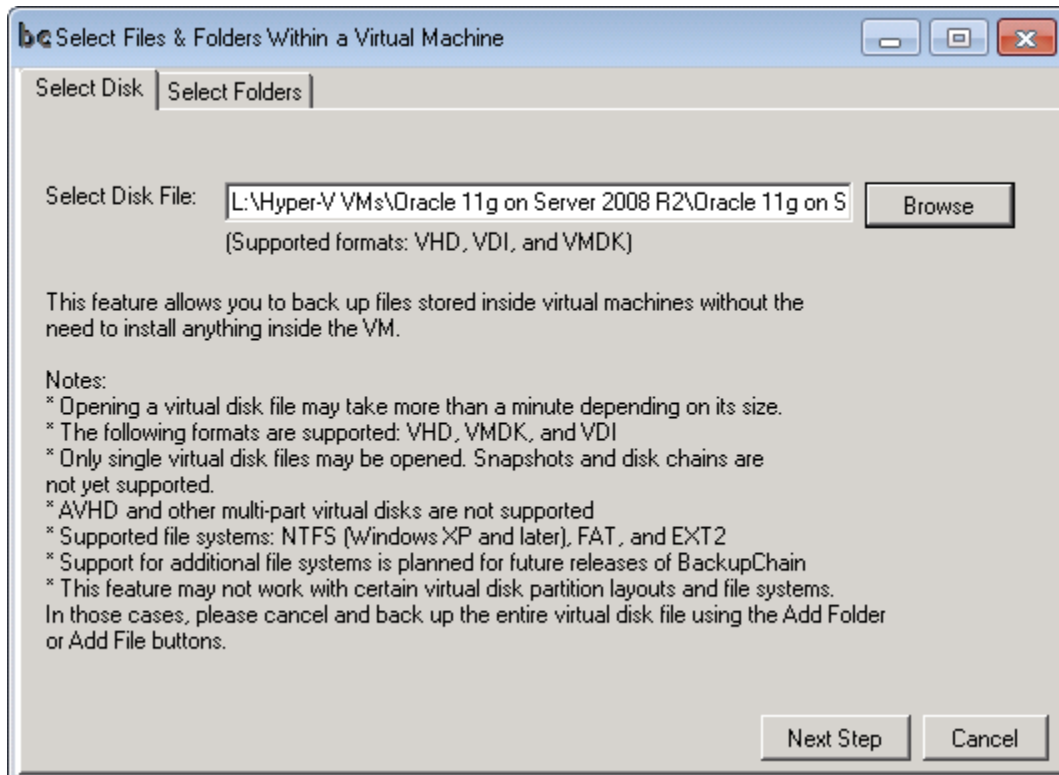 bc Select Files & Folders Within a Virtual Machine
Select Disk Select Folders
Select Disk File: L:\Hyper-V VMs\Oracle 11g on Server 2008 R2\Oracle 11g on S Browse
(Supported formats: VHD, VDI, and VMDK)
This feature allows you to back up files stored inside virtual machines without the
need to install anything inside the VM.
Notes:
* Opening a virtual disk file may take more than a minute depending on its size.
* The following formats are supported: VHD, VMDK, and VDI
* Only single virtual disk files may be opened. Snapshots and disk chains are
not yet supported.
* AVHD and other multi-part virtual disks are not supported
* Supported file systems: NTFS (Windows XP and later), FAT, and EXT2
* Support for additional file systems is planned for future releases of BackupChain
* This feature may not work with certain virtual disk partition layouts and file systems.
In those cases, please cancel and back up the entire virtual disk file using the Add Folder
or Add File buttons.
Next Step Cancel